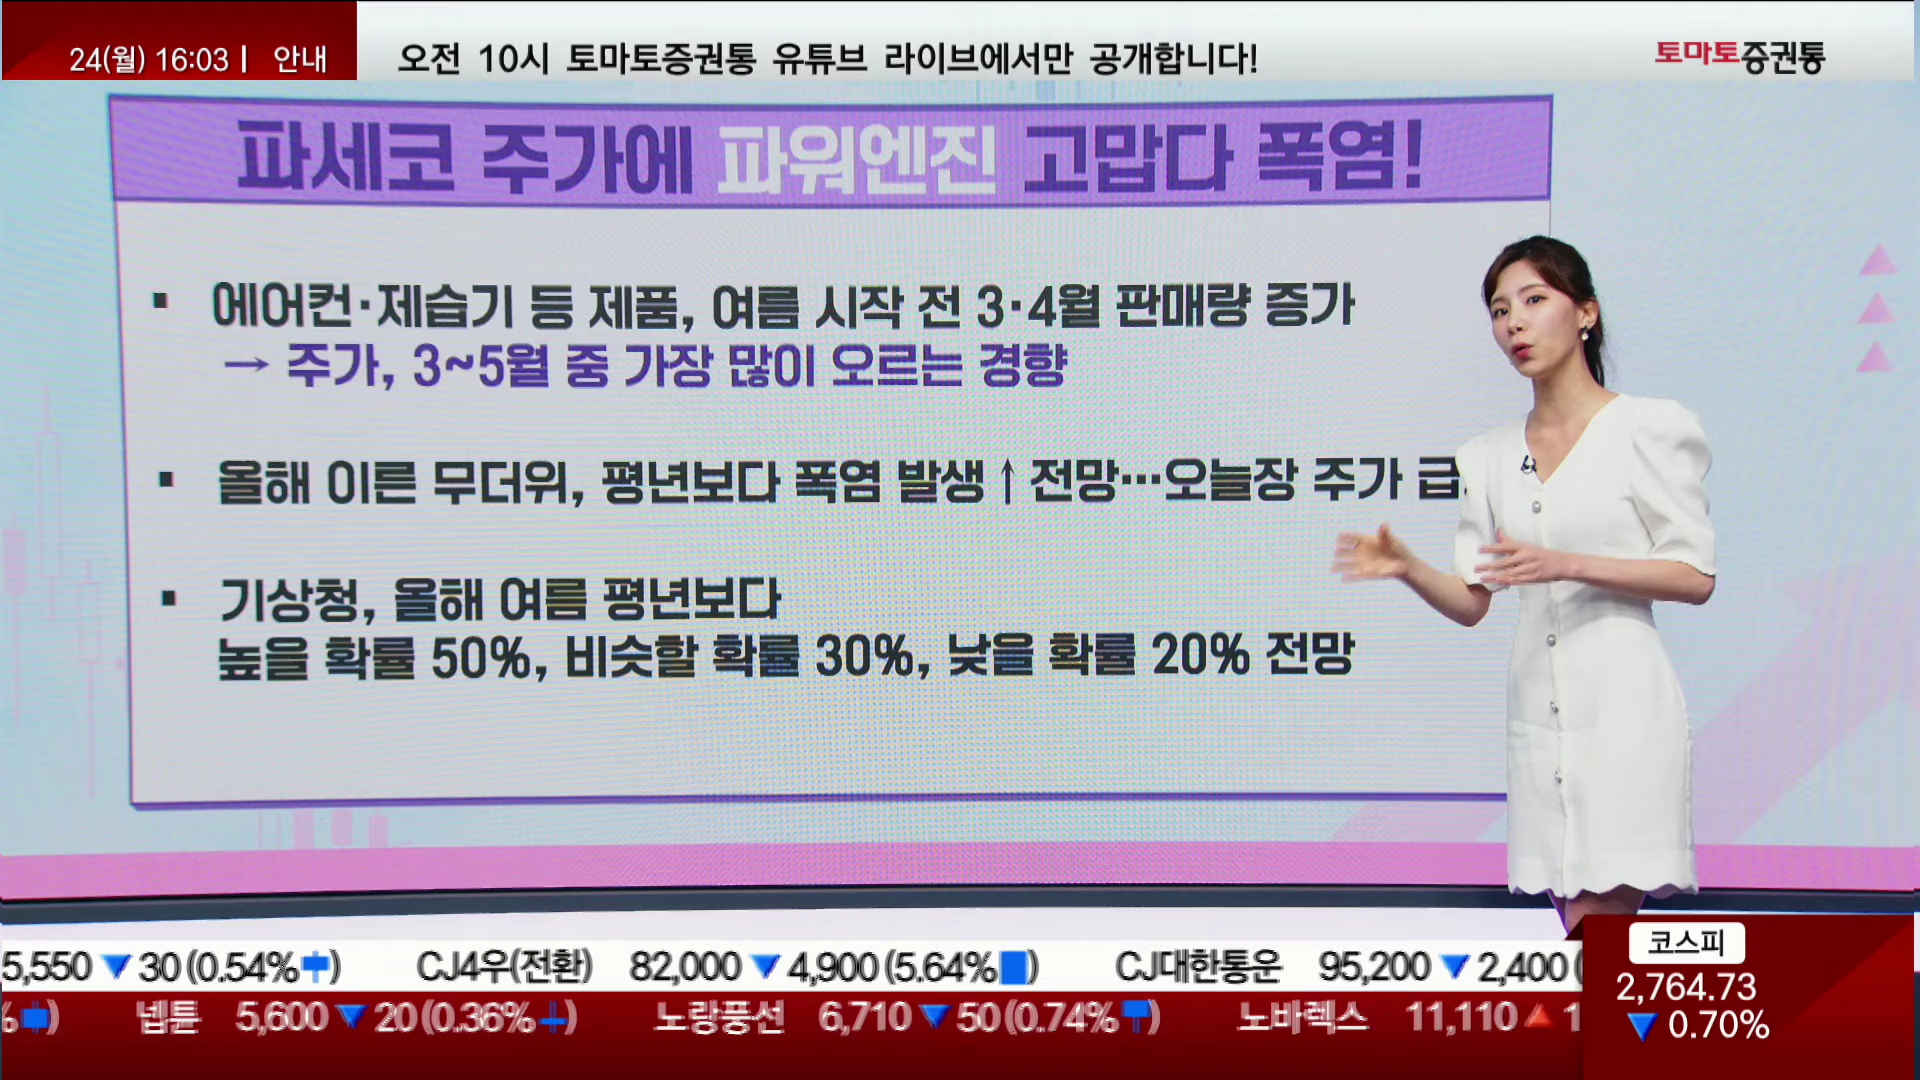 24(월) 16:03 | 안내
오전 10시 토마토증권통 유튜브 라이브에서만 공개합니다!
토마토증권통
파세코 주가에 파워엔진 고맙다 폭염!
▪ 에어컨·제습기 등 제품, 여름 시작 전 3·4월 판매량 증가
→ 주가, 3~5월 중 가장 많이 오르는 경향
▪ 올해 이른 무더위, 평년보다 폭염 발생↑전망…오늘장 주가 급
▪ 기상청, 올해 여름 평년보다
높을 확률 50%, 비슷할 확률 30%, 낮을 확률 20% 전망
5,550 ▼ 30 (0.54%) CJ4우(전환) 82,000 ▼ 4,900 (5.64%) CJ대한통운 95,200 ▼ 2,400 (
%) 넵튠 5,600 ▼ 20 (0.36%) 노랑풍선 6,710 ▼ 50 (0.74%) 노바렉스 11,110 ▲ 1
코스피
2,764.73
▼ 0.70%